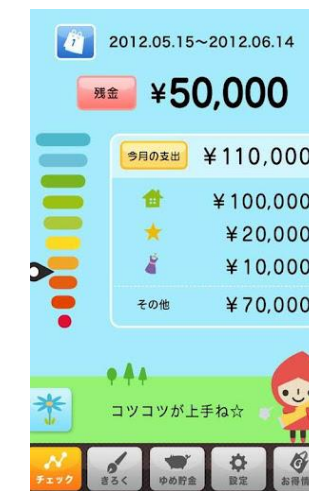 1
2012.05.15~2012.06.14
残金 ¥50,000
今月の支出 ¥110,000
¥100,000
¥20,000
¥10,000
その他 ¥70,000
コツコツが上手ね☆
チェック きろく ゆめ貯金 設定 お得情